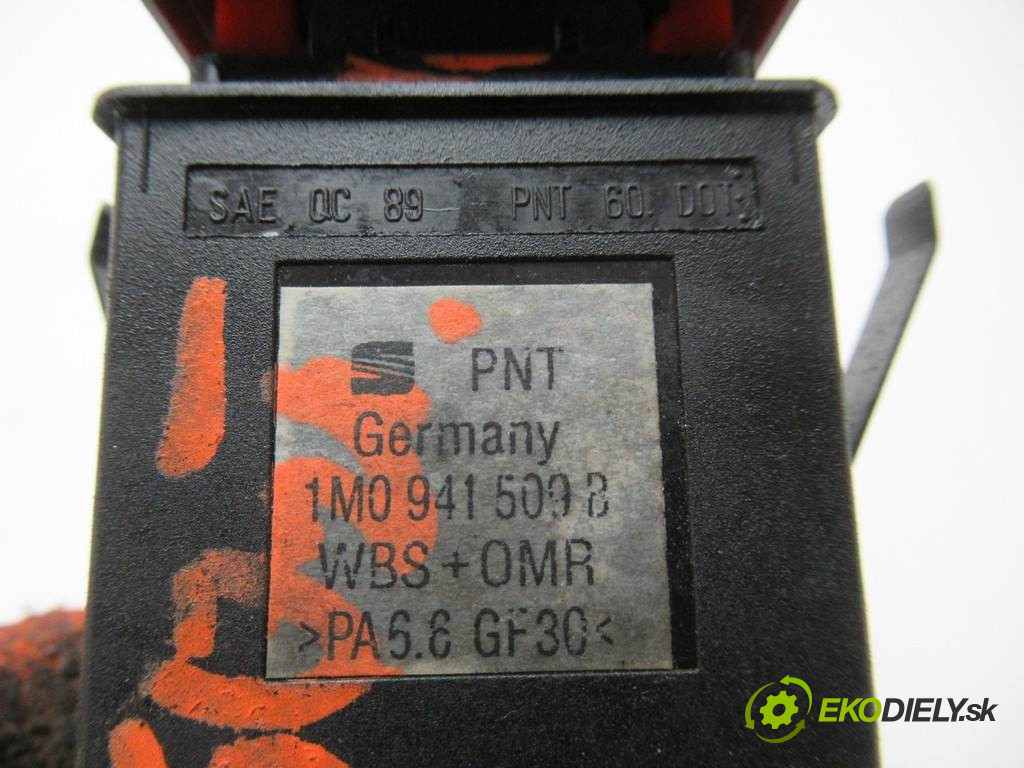 SAE QC 89 PNT 60. DOT
PNT
Germany
1M0 941 509 B
WBS + OMR
>PA6.6 GF30<
EKODIELY.sk